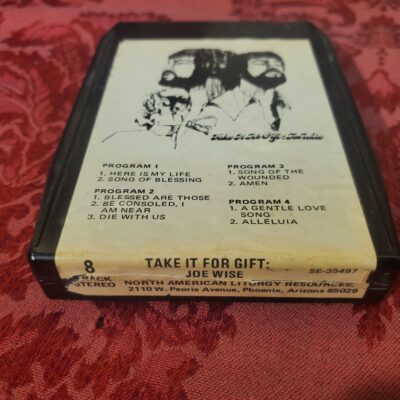 Take It For Gift: Joe Wise
PROGRAM 1
1. HERE IS MY LIFE
2. SONG OF BLESSING
PROGRAM 2
1. BLESSED ARE THOSE
2. BE CONSOLED, I
AM NEAR
3. DIE WITH US
PROGRAM 3
1. SONG OF THE
WOUNDED
2. AMEN
PROGRAM 4
1. A GENTLE LOVE
SONG
2. ALLELUIA
8
TRACK
STEREO
TAKE IT FOR GIFT:
JOE WISE
SE-35497
NORTH AMERICAN LITURGY RESOURCES,
2110 W. Peoria Avenue, Phoenix, Arizona 85029